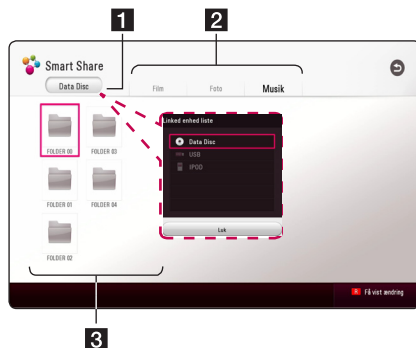 1
2
Smart Share
Data Disc
Film Foto Musik
Linked enhed liste
Data Disc
USB
IPOD
Luk
FOLDER 00 FOLDER 03
FOLDER 01 FOLDER 04
FOLDER 02
R Få vist ændring
3